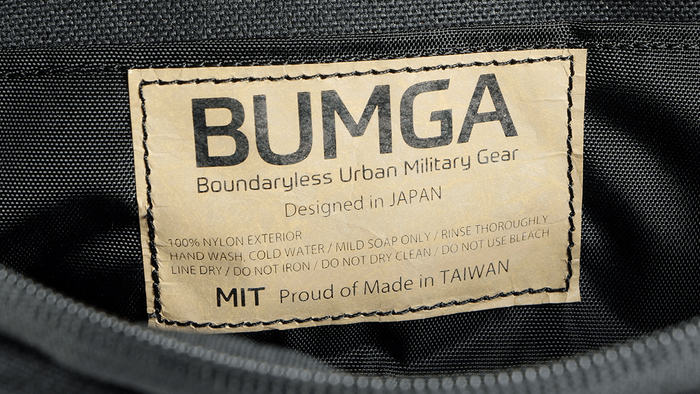 BUMGA
Boundaryless Urban Military Gear
Designed in JAPAN
100% NYLON EXTERIOR
HAND WASH, COLD WATER / MILD SOAP ONLY / RINSE THOROUGHLY
LINE DRY / DO NOT IRON / DO NOT DRY CLEAN / DO NOT USE BLEACH
MIT Proud of Made in TAIWAN